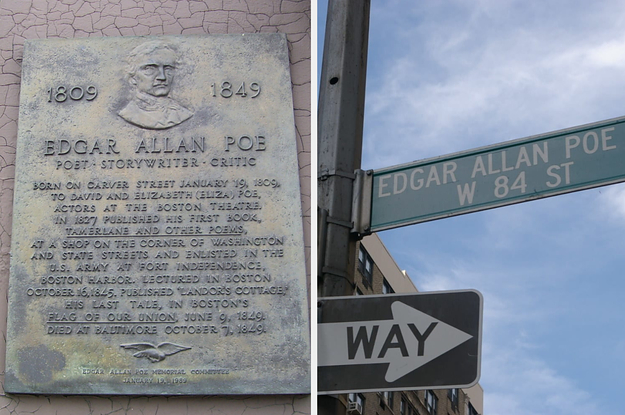 1809 1849
EDGAR ALLAN POE
POET · STORYWRITER · CRITIC
BORN ON CARVER STREET JANUARY 19, 1809,
TO DAVID AND ELIZABETH (ELIZA) POE,
ACTORS AT THE BOSTON THEATRE.
IN 1827 PUBLISHED HIS FIRST BOOK,
TAMERLANE AND OTHER POEMS,
AT A SHOP ON THE CORNER OF WASHINGTON
AND STATE STREETS AND ENLISTED IN THE
U.S. ARMY AT FORT INDEPENDENCE,
BOSTON HARBOR. LECTURED IN BOSTON
OCTOBER 16, 1845. PUBLISHED "LANDOR'S COTTAGE,"
HIS LAST TALE, IN BOSTON'S
FLAG OF OUR UNION, JUNE 9, 1849.
DIED AT BALTIMORE OCTOBER 7, 1849.
EDGAR ALLAN POE MEMORIAL COMMITTEE
JANUARY 19, 1989
EDGAR ALLAN POE
W 84 ST
WAY